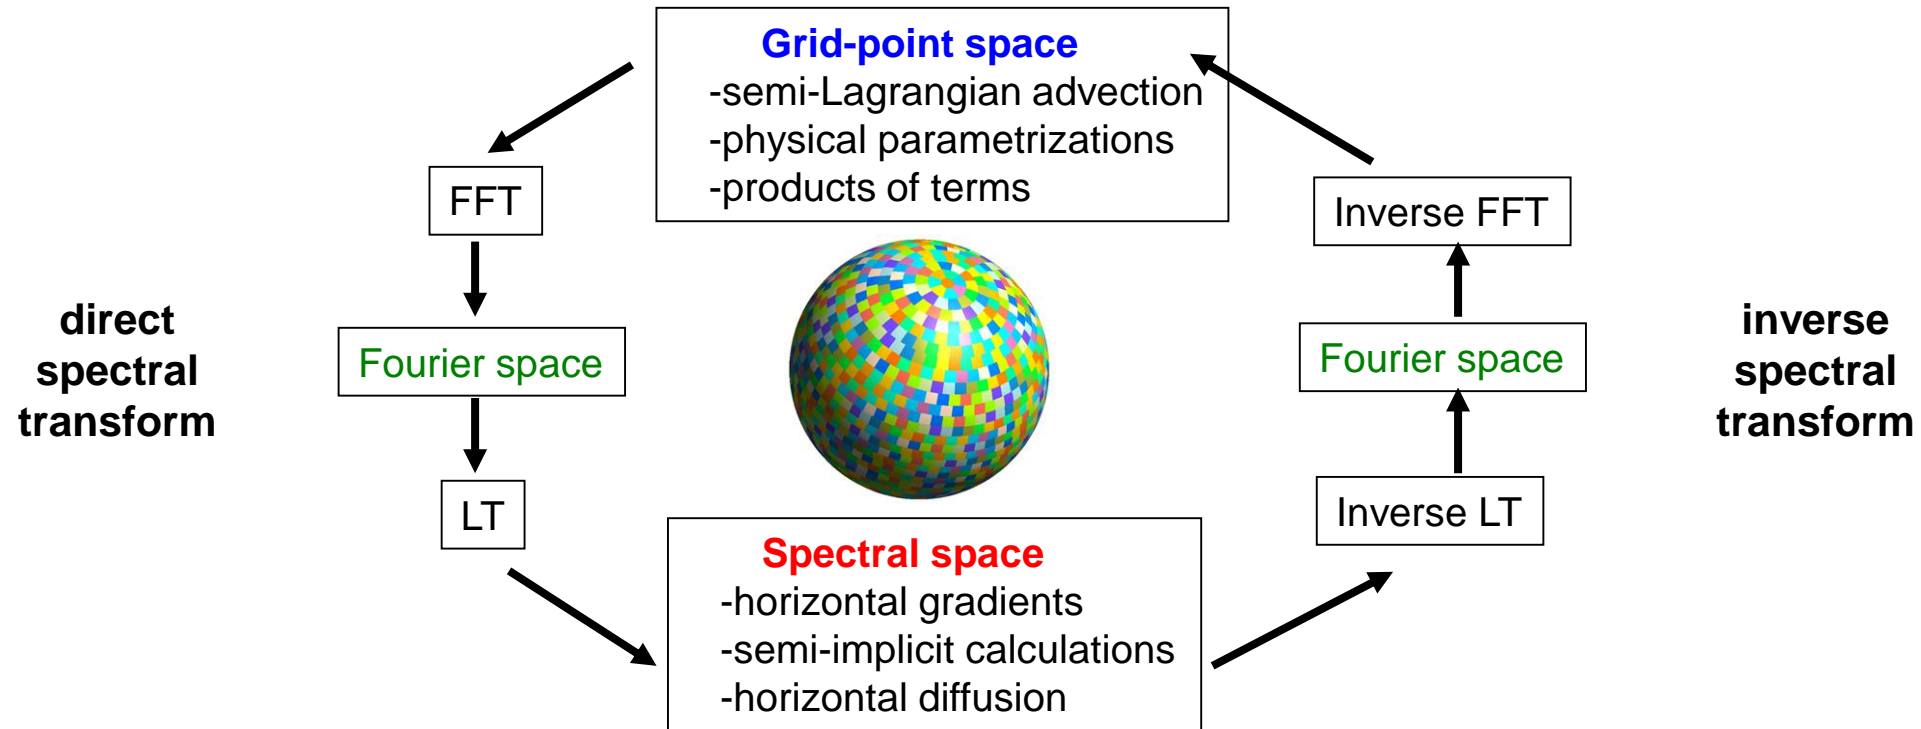 Grid-point space
-semi-Lagrangian advection
-physical parametrizations
-products of terms
FFT
Fourier space
LT
direct
spectral
transform
Spectral space
-horizontal gradients
-semi-implicit calculations
-horizontal diffusion
Inverse FFT
Fourier space
Inverse LT
inverse
spectral
transform